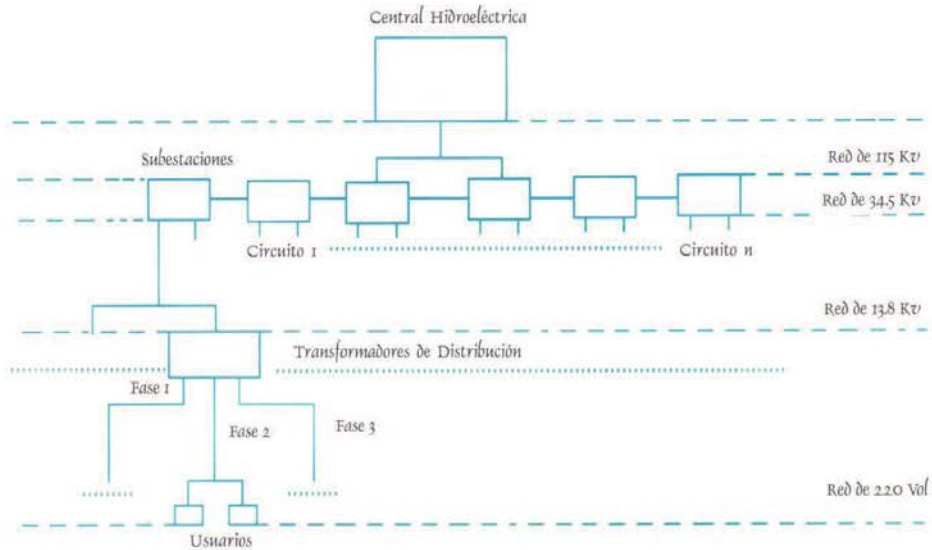 Central Hidroeléctrica
Red de 115 Kv
Subestaciones
Red de 34.5 Kv
Circuito 1
Circuito n
Red de 13.8 Kv
Transformadores de Distribución
Fase 1
Fase 2
Fase 3
Red de 220 Vol
Usuarios